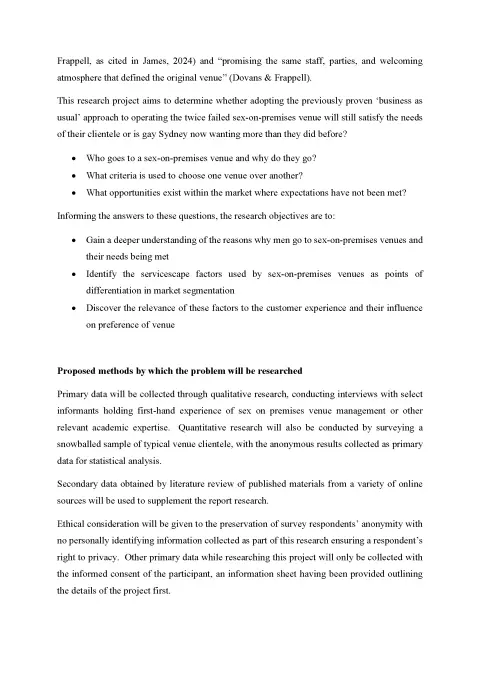 Frappell, as cited in James, 2024) and “promising the same staff, parties, and welcoming
atmosphere that defined the original venue” (Dovans & Frappell).
This research project aims to determine whether adopting the previously proven ‘business as
usual’ approach to operating the twice failed sex-on-premises venue will still satisfy the needs
of their clientele or is gay Sydney now wanting more than they did before?
• Who goes to a sex-on-premises venue and why do they go?
• What criteria is used to choose one venue over another?
• What opportunities exist within the market where expectations have not been met?
Informing the answers to these questions, the research objectives are to:
• Gain a deeper understanding of the reasons why men go to sex-on-premises venues and
their needs being met
• Identify the servicescape factors used by sex-on-premises venues as points of
differentiation in market segmentation
• Discover the relevance of these factors to the customer experience and their influence
on preference of venue
Proposed methods by which the problem will be researched
Primary data will be collected through qualitative research, conducting interviews with select
informants holding first-hand experience of sex on premises venue management or other
relevant academic expertise.  Quantitative research will also be conducted by surveying a
snowballed sample of typical venue clientele, with the anonymous results collected as primary
data for statistical analysis.
Secondary data obtained by literature review of published materials from a variety of online
sources will be used to supplement the report research.
Ethical consideration will be given to the preservation of survey respondents’ anonymity with
no personally identifying information collected as part of this research ensuring a respondent’s
right to privacy.  Other primary data while researching this project will only be collected with
the informed consent of the participant, an information sheet having been provided outlining
the details of the project first.